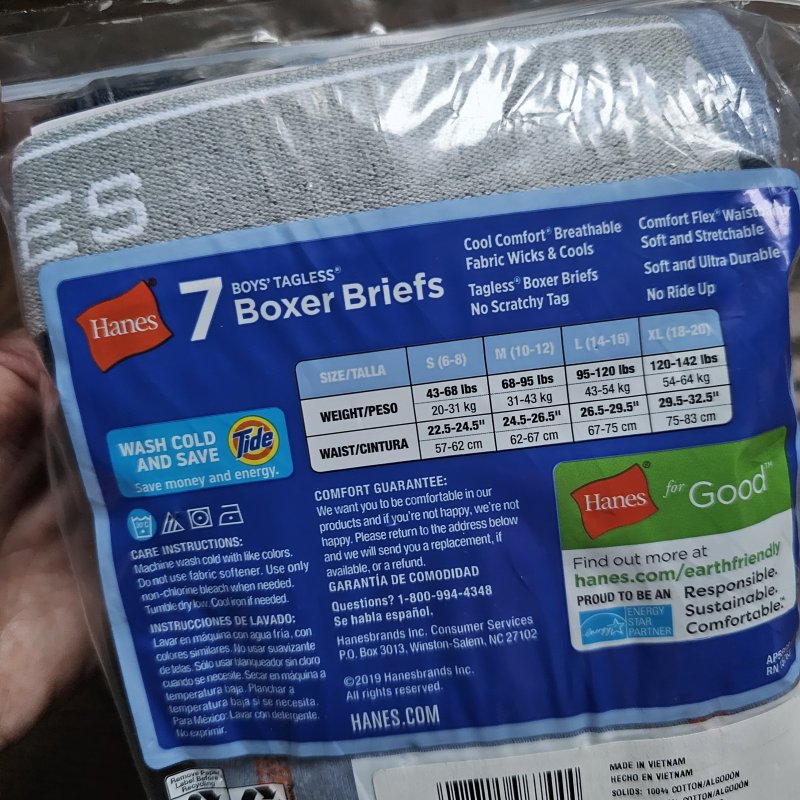 ES
Hanes
7
BOYS' TAGLESS®
Boxer Briefs
Cool Comfort® Breathable
Fabric Wicks & Cools
Tagless® Boxer Briefs
No Scratchy Tag
Comfort Flex® Waistband
Soft and Stretchable
Soft and Ultra Durable
No Ride Up
SIZE/TALLA S (6-8) M (10-12) L (14-16) XL (18-20)
WEIGHT/PESO 43-68 lbs 68-95 lbs 95-120 lbs 120-142 lbs
20-31 kg 31-43 kg 43-54 kg 54-64 kg
WAIST/CINTURA 22.5-24.5" 24.5-26.5" 26.5-29.5" 29.5-32.5"
57-62 cm 62-67 cm 67-75 cm 75-83 cm
WASH COLD
AND SAVE
Tide
Save money and energy.
30°C
CARE INSTRUCTIONS:
Machine wash cold with like colors.
Do not use fabric softener. Use only
non-chlorine bleach when needed.
Tumble dry low. Cool iron if needed.
INSTRUCCIONES DE LAVADO:
Lavar en máquina con agua fria, con
colores similares. No usar suavizante
de telas. Solo usar blanqueador sin cloro
cuando se necesite. Secar en máquina a
temperatura baja. Planchar a
temperatura baja si se necesita.
Para México: Lavar con detergente.
No exprimir.
COMFORT GUARANTEE:
We want you to be comfortable in our
products and if you're not happy, we're not
happy. Please return to the address below
and we will send you a replacement, if
available, or a refund.
GARANTÍA DE COMODIDAD
Questions? 1-800-994-4348
Se habla español.
Hanesbrands Inc. Consumer Services
P.O. Box 3013, Winston-Salem, NC 27102
©2019 Hanesbrands Inc.
All rights reserved.
HANES.COM
Hanes® for Good™
Find out more at
hanes.com/earthfriendly
PROUD TO BE AN
ENERGY
STAR
PARTNER
Responsible.
Sustainable.
Comfortable.™
RN
Remove Paper
Label Before
Recycling
MADE IN VIETNAM
HECHO EN VIETNAM
SOLIDS: 100% COTTON/ALGODÓN
COTTON/ALGODÓN